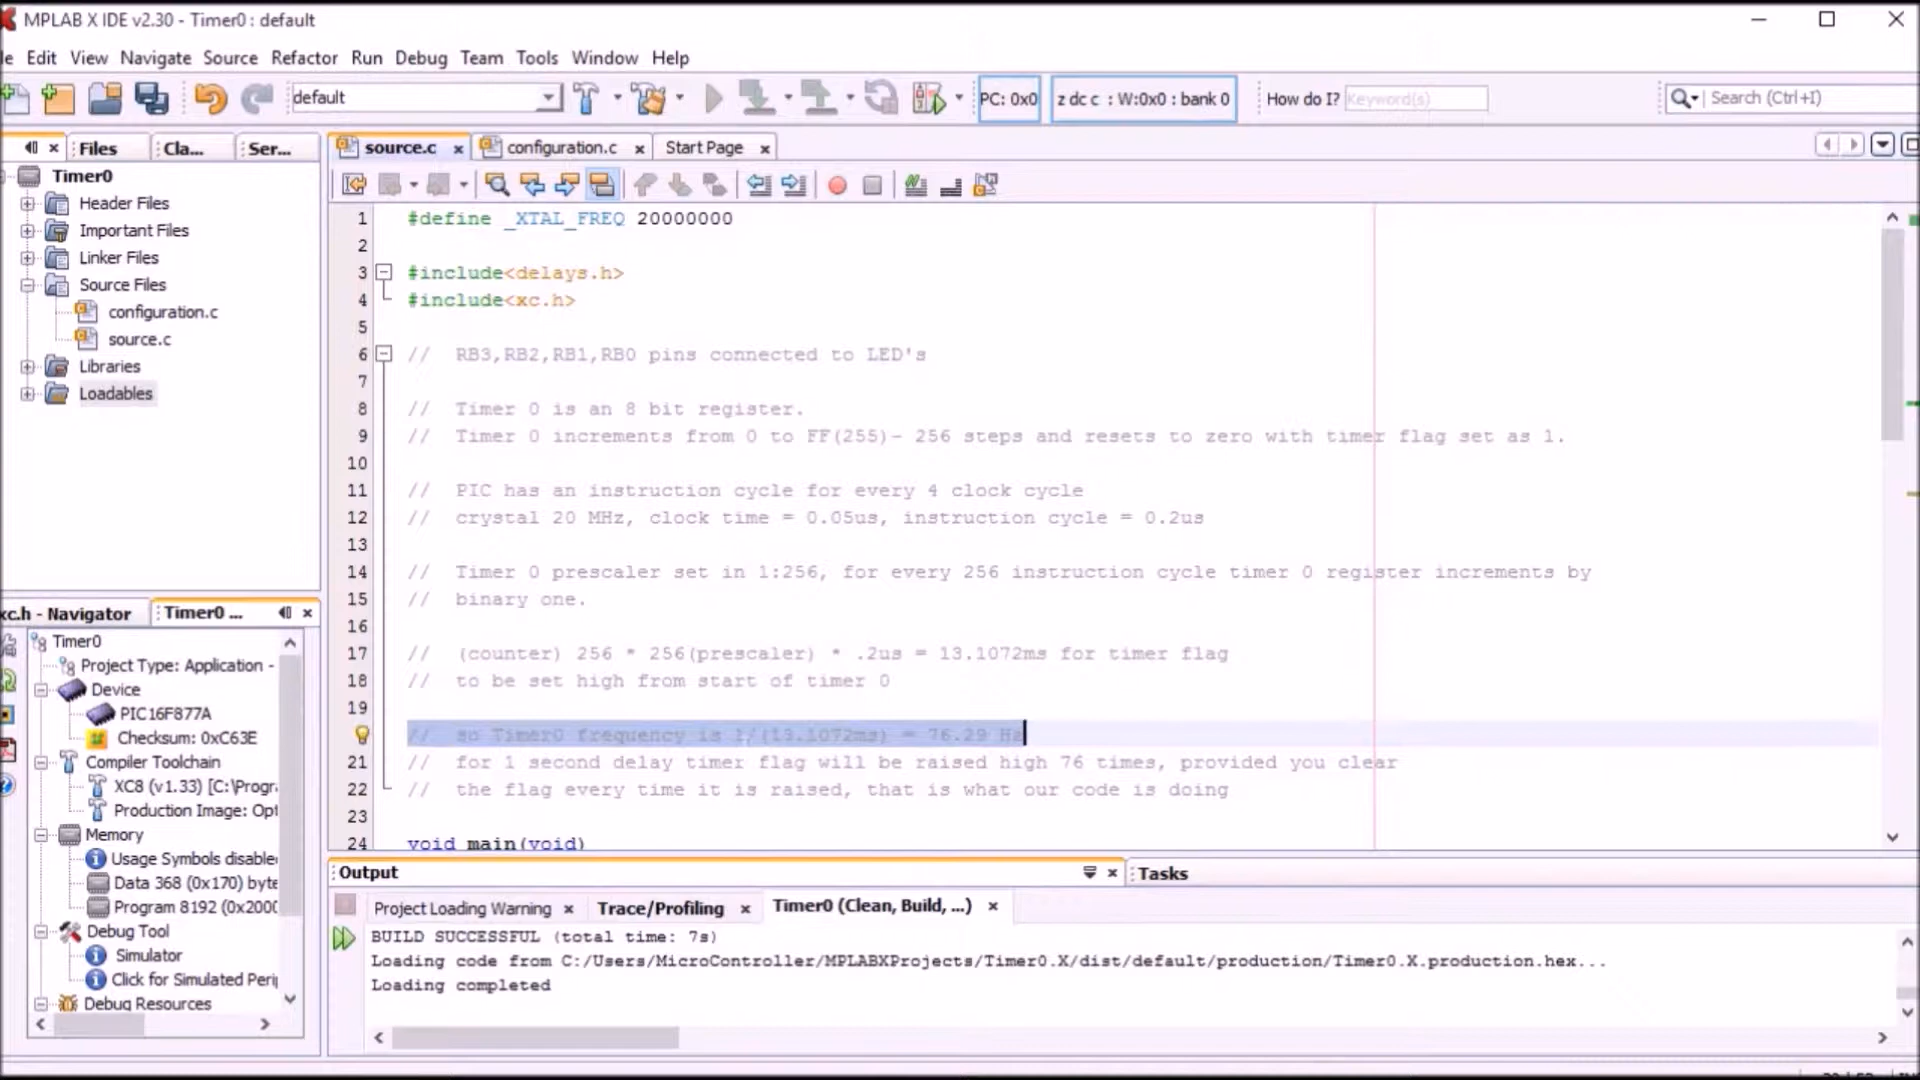 MPLAB X IDE v2.30 - Timer0 : default
Edit View Navigate Source Refactor Run Debug Team Tools Window Help
default
PC: 0x0
z dc c : W:0x0 : bank 0
How do I? Keyword(s)
Search (Ctrl+I)
Files Cla... Ser...
Timer0
Header Files
Important Files
Linker Files
Source Files
configuration.c
source.c
Libraries
Loadables
source.c configuration.c Start Page
1 #define _XTAL_FREQ 20000000
2
3 #include<delays.h>
4 #include<xc.h>
5
6 // RB3,RB2,RB1,RB0 pins connected to LED's
7
8 // Timer 0 is an 8 bit register.
9 // Timer 0 increments from 0 to FF(255)- 256 steps and resets to zero with timer flag set as 1.
10
11 // PIC has an instruction cycle for every 4 clock cycle
12 // crystal 20 MHz, clock time = 0.05us, instruction cycle = 0.2us
13
14 // Timer 0 prescaler set in 1:256, for every 256 instruction cycle timer 0 register increments by
15 // binary one.
16
17 // (counter) 256 * 256(prescaler) * .2us = 13.1072ms for timer flag
18 // to be set high from start of timer 0
19
// so Timer0 frequency is 1/(13.1072ms) = 76.29 Hz
21 // for 1 second delay timer flag will be raised high 76 times, provided you clear
22 // the flag every time it is raised, that is what our code is doing
23
24 void main(void)
xc.h - Navigator Timer0 ...
Timer0
Project Type: Application -
Device
PIC16F877A
Checksum: 0xC63E
Compiler Toolchain
XC8 (v1.33) [C:\Progr
Production Image: Opt
Memory
Usage Symbols disable
Data 368 (0x170) byte
Program 8192 (0x2000
Debug Tool
Simulator
Click for Simulated Peri
Debug Resources
Output
Tasks
Project Loading Warning Trace/Profiling Timer0 (Clean, Build, ...)
BUILD SUCCESSFUL (total time: 7s)
Loading code from C:/Users/MicroController/MPLABXProjects/Timer0.X/dist/default/production/Timer0.X.production.hex...
Loading completed